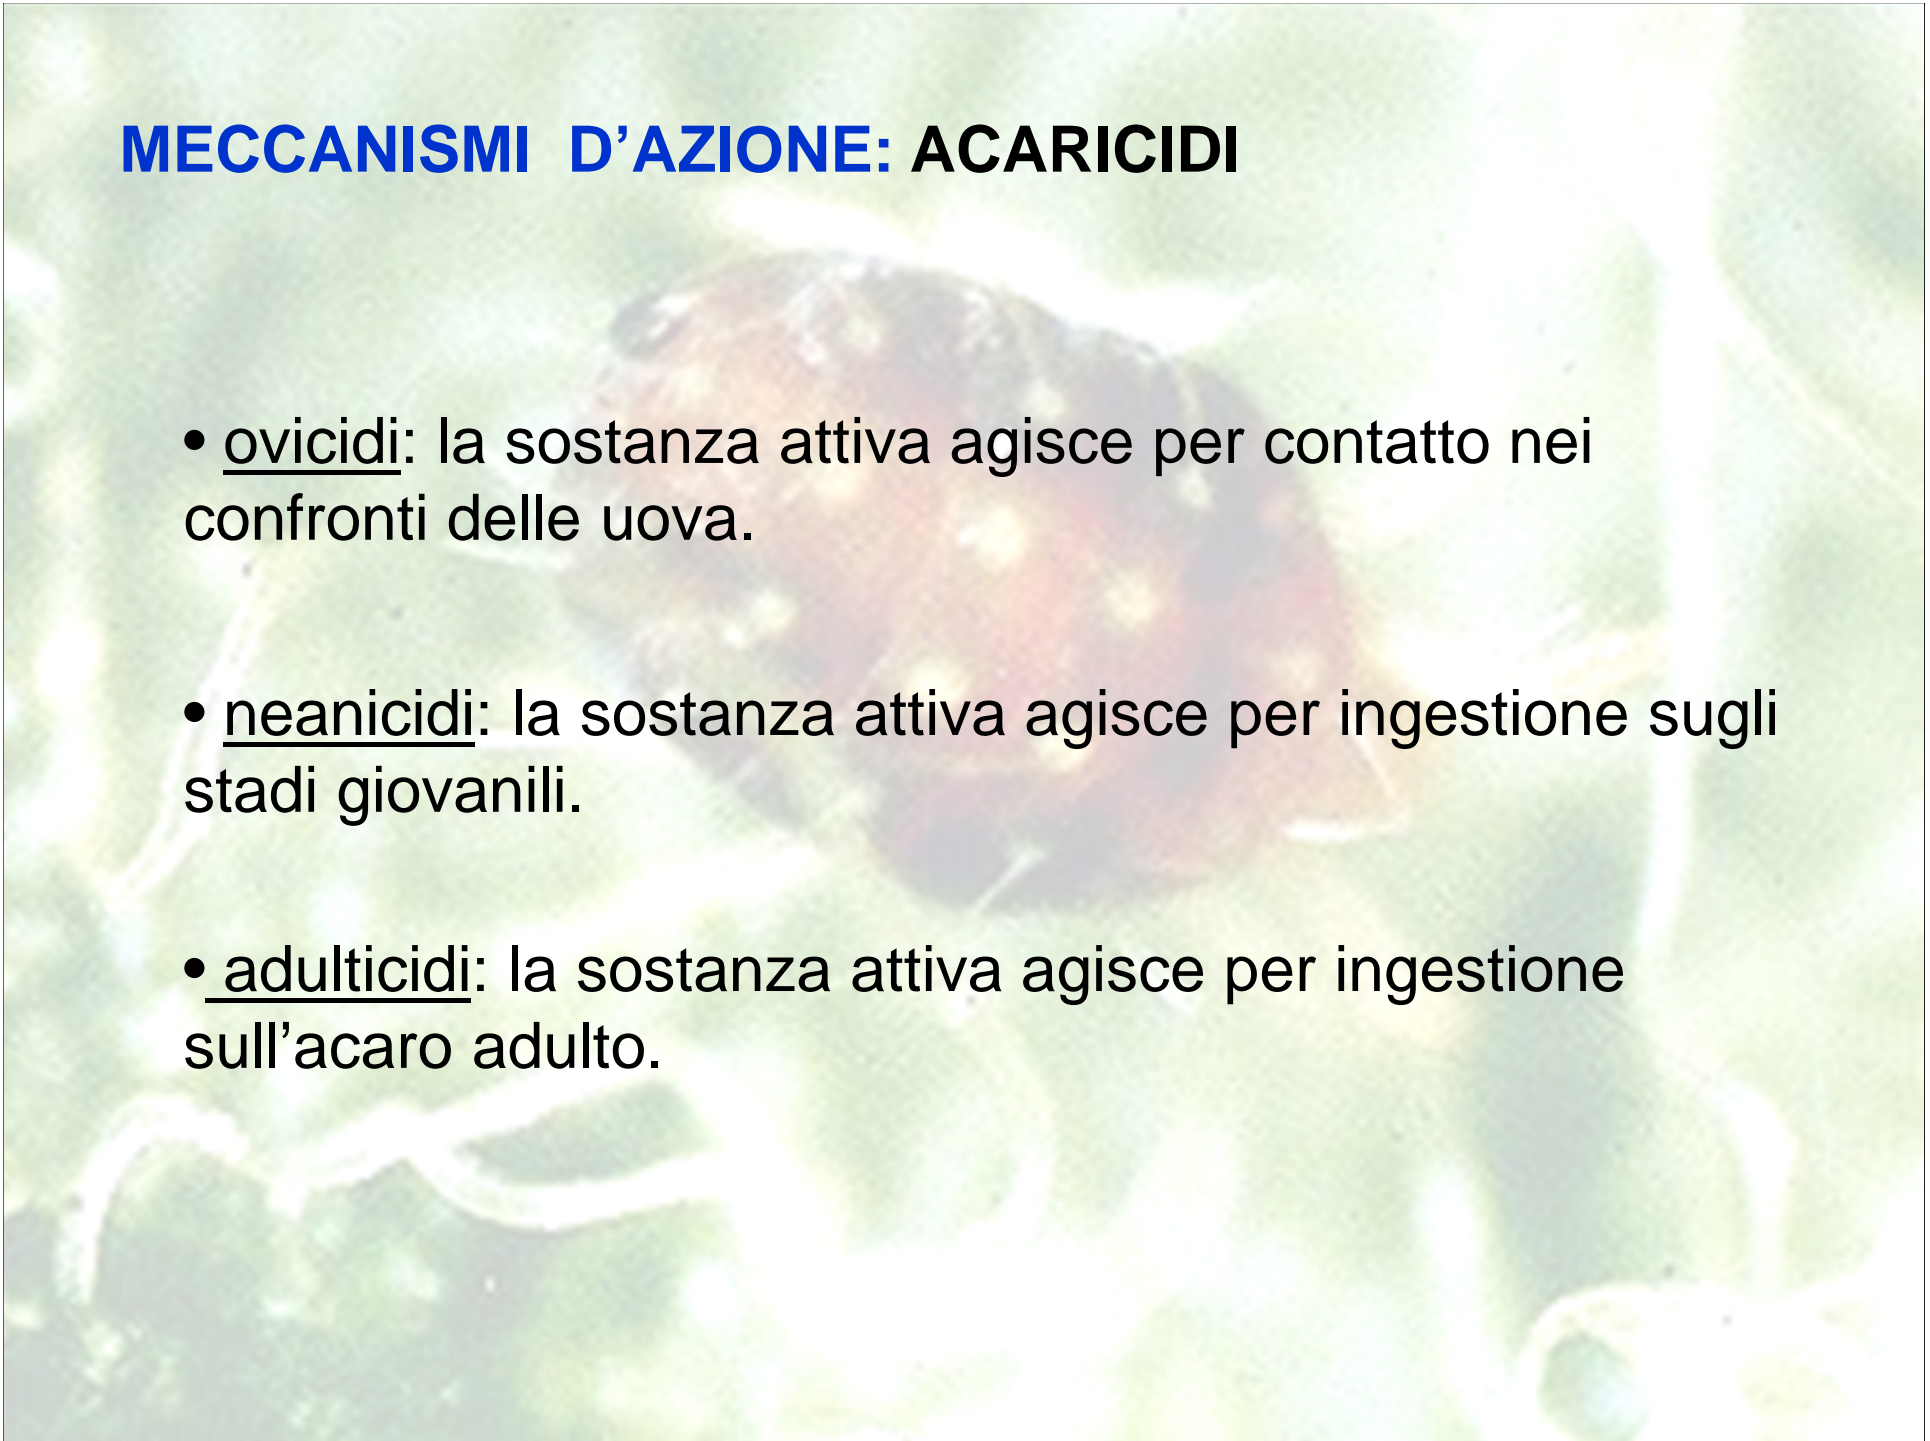 MECCANISMI D’AZIONE: ACARICIDI
• ovicidi: la sostanza attiva agisce per contatto nei
confronti delle uova.
• neanicidi: la sostanza attiva agisce per ingestione sugli
stadi giovanili.
• adulticidi: la sostanza attiva agisce per ingestione
sull’acaro adulto.